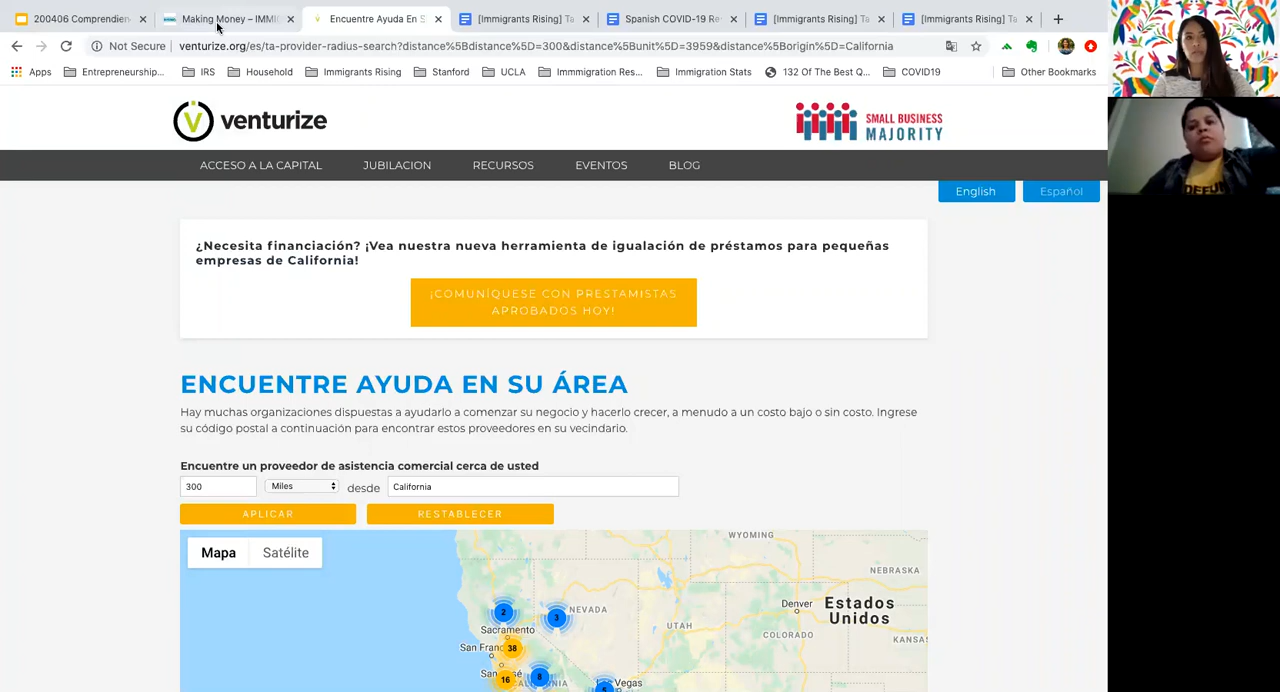 200406 Comprendien
Making Money – IMMIG
Encuentre Ayuda En S
[Immigrants Rising] Ta
Spanish COVID-19 Re
[Immigrants Rising] Ta
[Immigrants Rising] Ta
Not Secure
venturize.org/es/ta-provider-radius-search?distance%5Bdistance%5D=300&distance%5Bunit%5D=3959&distance%5Borigin%5D=California
Apps
Entrepreneurship...
IRS
Household
Immigrants Rising
Stanford
UCLA
Immmigration Res...
Immigration Stats
132 Of The Best Q...
COVID19
Other Bookmarks
venturize
SMALL BUSINESS
MAJORITY
ACCESO A LA CAPITAL
JUBILACION
RECURSOS
EVENTOS
BLOG
English
Español
¿Necesita financiación? ¡Vea nuestra nueva herramienta de igualación de préstamos para pequeñas
empresas de California!
¡COMUNÍQUESE CON PRESTAMISTAS
APROBADOS HOY!
ENCUENTRE AYUDA EN SU ÁREA
Hay muchas organizaciones dispuestas a ayudarlo a comenzar su negocio y hacerlo crecer, a menudo a un costo bajo o sin costo. Ingrese
su código postal a continuación para encontrar estos proveedores en su vecindario.
Encuentre un proveedor de asistencia comercial cerca de usted
300
Miles
desde
California
APLICAR
RESTABLECER
Mapa
Satélite
WYOMING
NEBRASKA
NEVADA
UTAH
Denver
COLORADO
Estados
Unidos
KANSAS
2
3
Sacramento
San Franc
38
San José
16
8
CALIFORNIA
5
Las Vegas